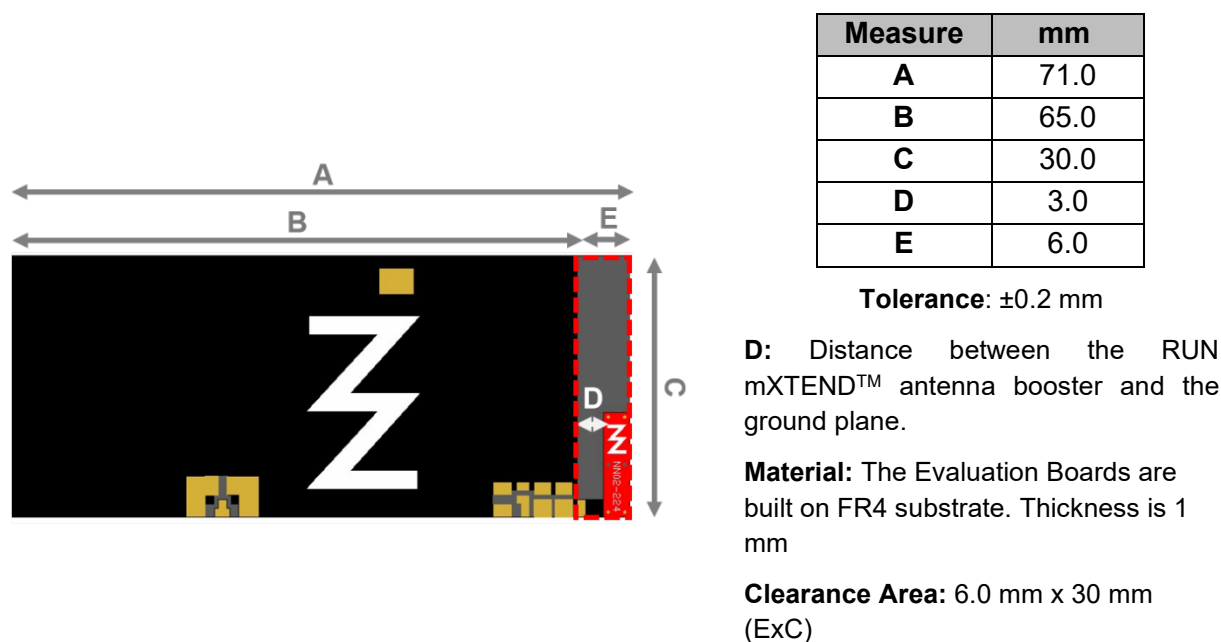 A
B
E
C
D
NN02-224
Measure mm
A 71.0
B 65.0
C 30.0
D 3.0
E 6.0
Tolerance: ±0.2 mm
D: Distance between the RUN
mXTEND™ antenna booster and the
ground plane.
Material: The Evaluation Boards are
built on FR4 substrate. Thickness is 1
mm
Clearance Area: 6.0 mm x 30 mm
(ExC)